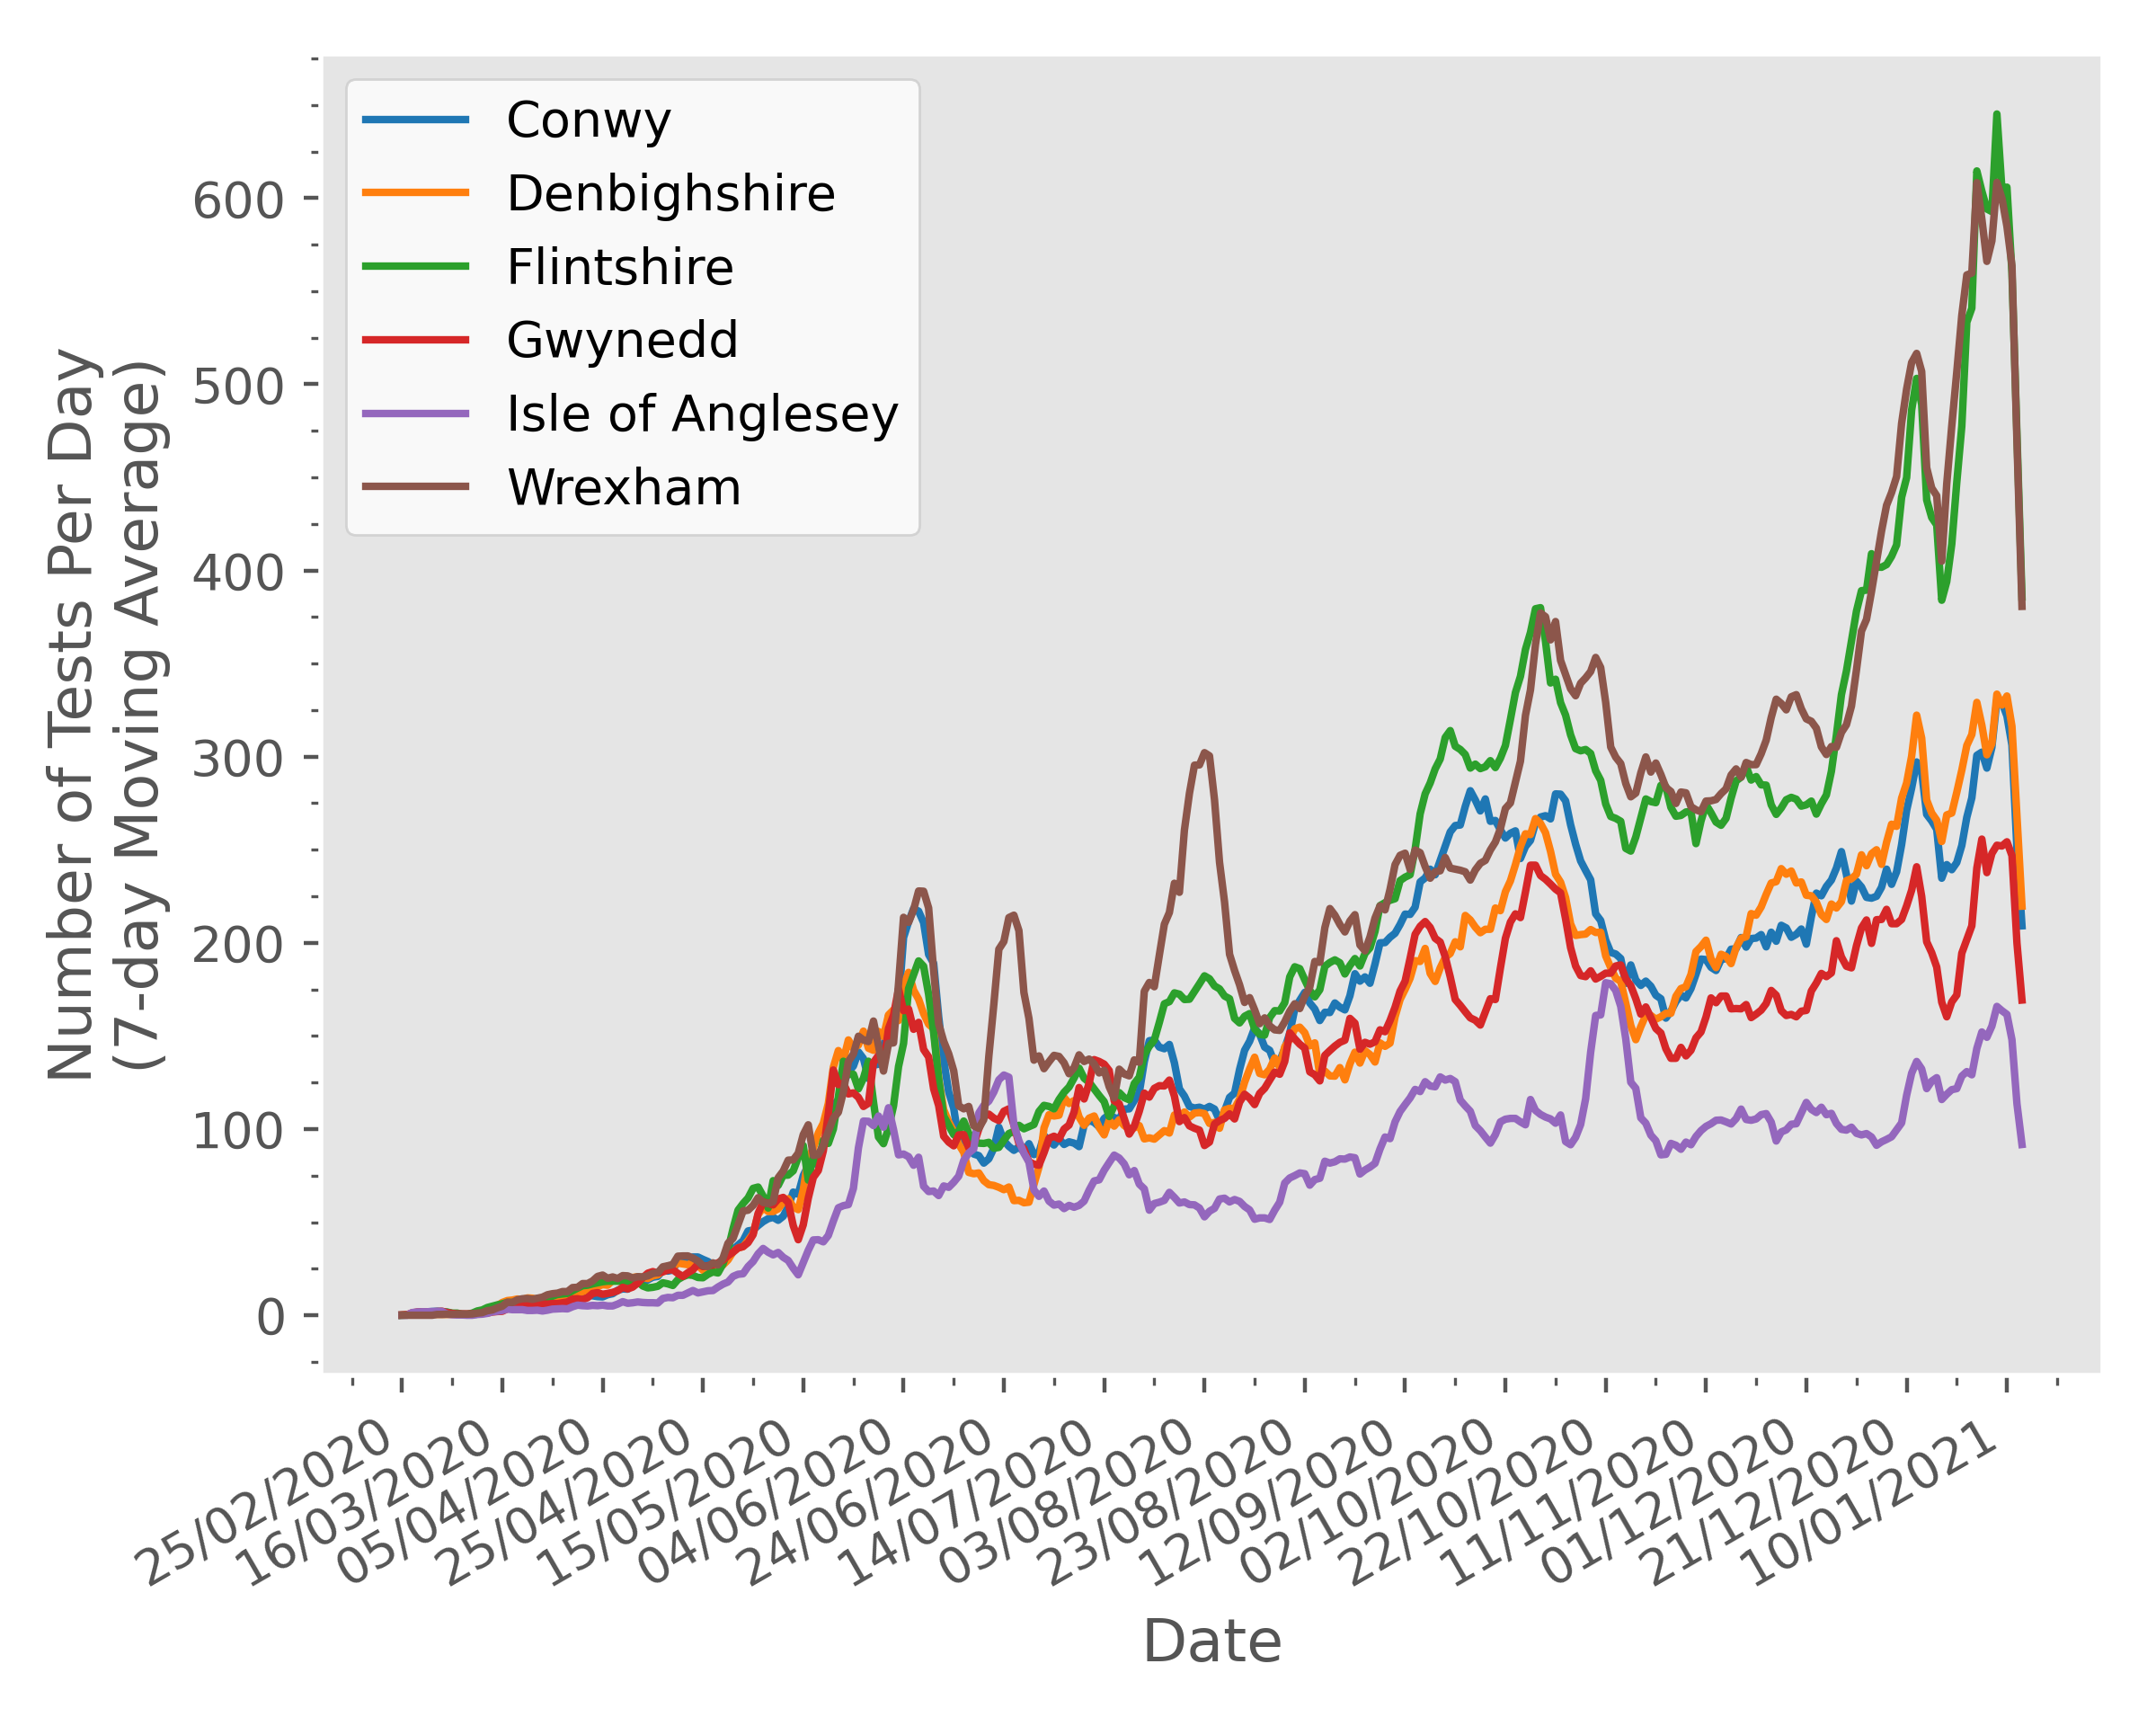 Conwy
Denbighshire
Flintshire
Gwynedd
Isle of Anglesey
Wrexham
Number of Tests Per Day
(7-day Moving Average)
600
500
400
300
200
100
0
25/02/2020
16/03/2020
05/04/2020
25/04/2020
15/05/2020
04/06/2020
24/06/2020
14/07/2020
03/08/2020
23/08/2020
12/09/2020
02/10/2020
22/10/2020
11/11/2020
01/12/2020
21/12/2020
10/01/2021
Date